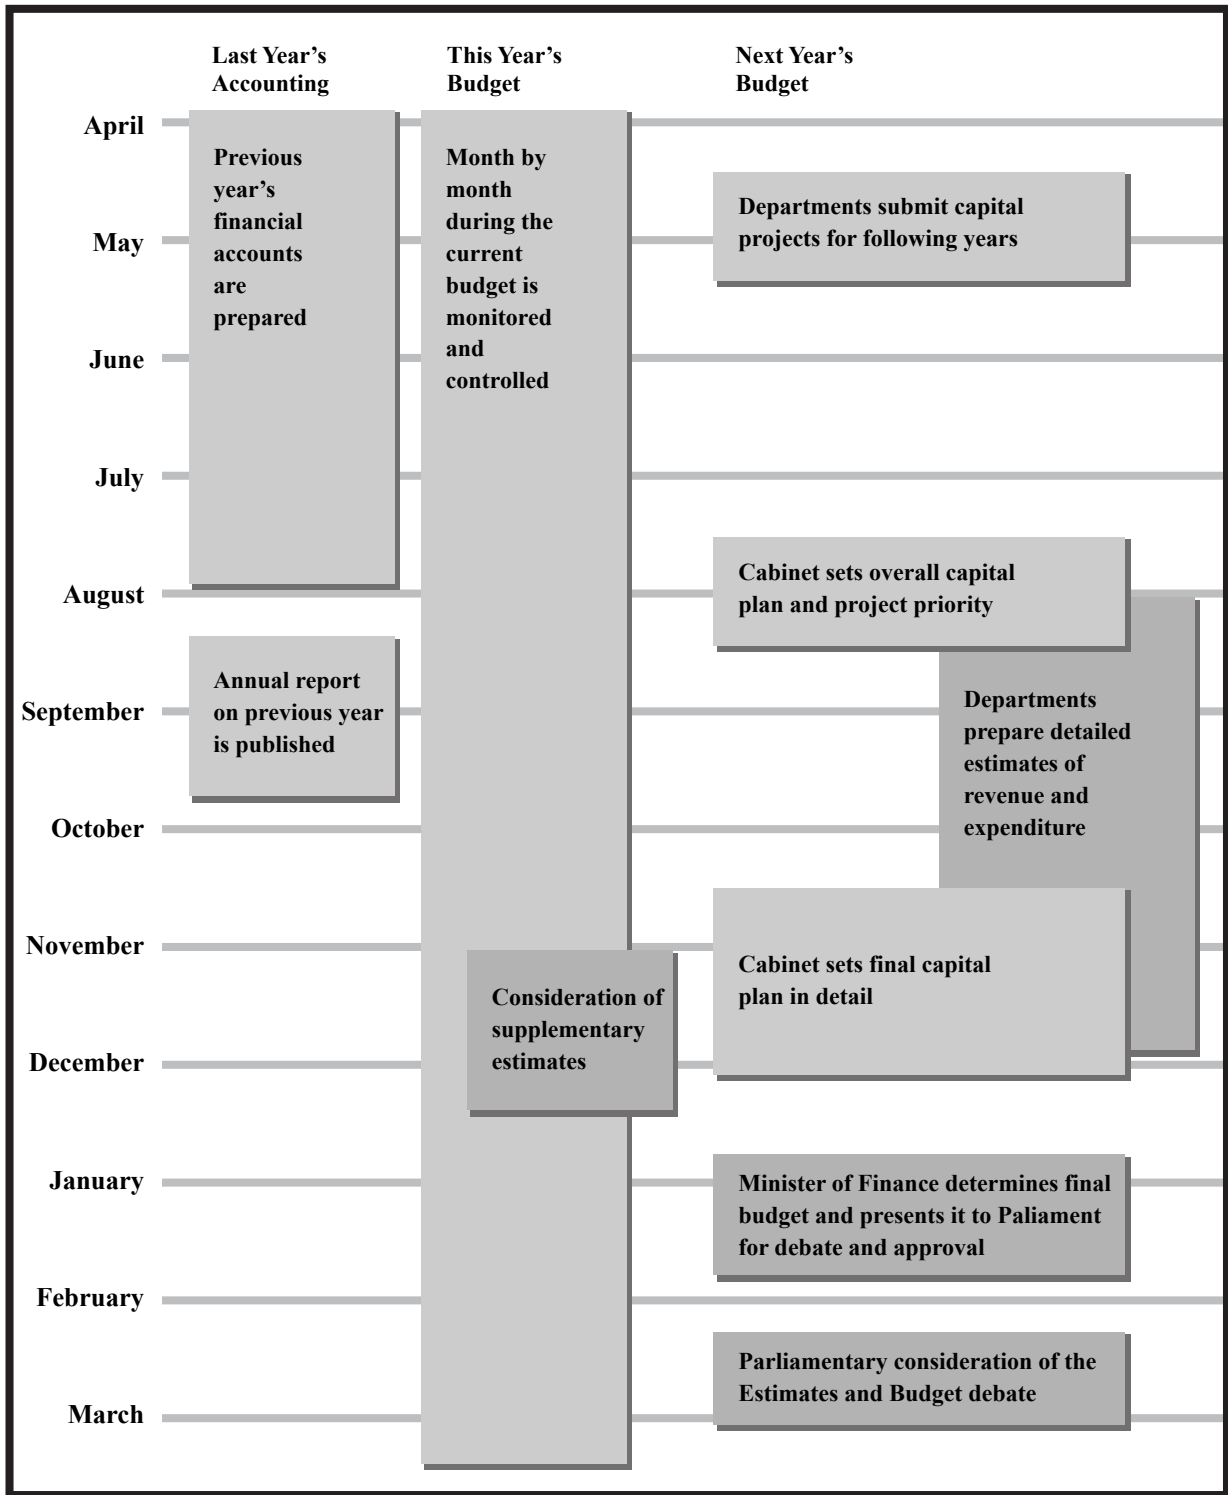 Last Year’s
Accounting
This Year’s
Budget
Next Year’s
Budget
April
May
June
July
August
September
October
November
December
January
February
March
Previous
year’s
financial
accounts
are
prepared
Annual report
on previous year
is published
Month by
month
during the
current
budget is
monitored
and
controlled
Consideration of
supplementary
estimates
Departments submit capital
projects for following years
Cabinet sets overall capital
plan and project priority
Departments
prepare detailed
estimates of
revenue and
expenditure
Cabinet sets final capital
plan in detail
Minister of Finance determines final
budget and presents it to Paliament
for debate and approval
Parliamentary consideration of the
Estimates and Budget debate